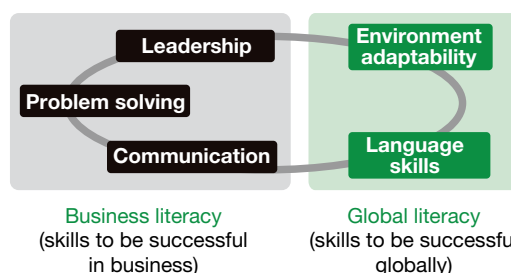 Leadership
Environment
adaptability
Problem solving
Communication
Language
skills
Business literacy
(skills to be successful
in business)
Global literacy
(skills to be successfu
globally)